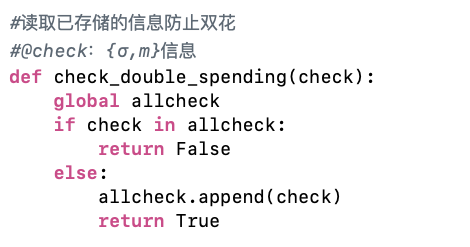 #读取已存储的信息防止双花
#@check：{σ,m}信息
def check_double_spending(check):
    global allcheck
    if check in allcheck:
        return False
    else:
        allcheck.append(check)
        return True